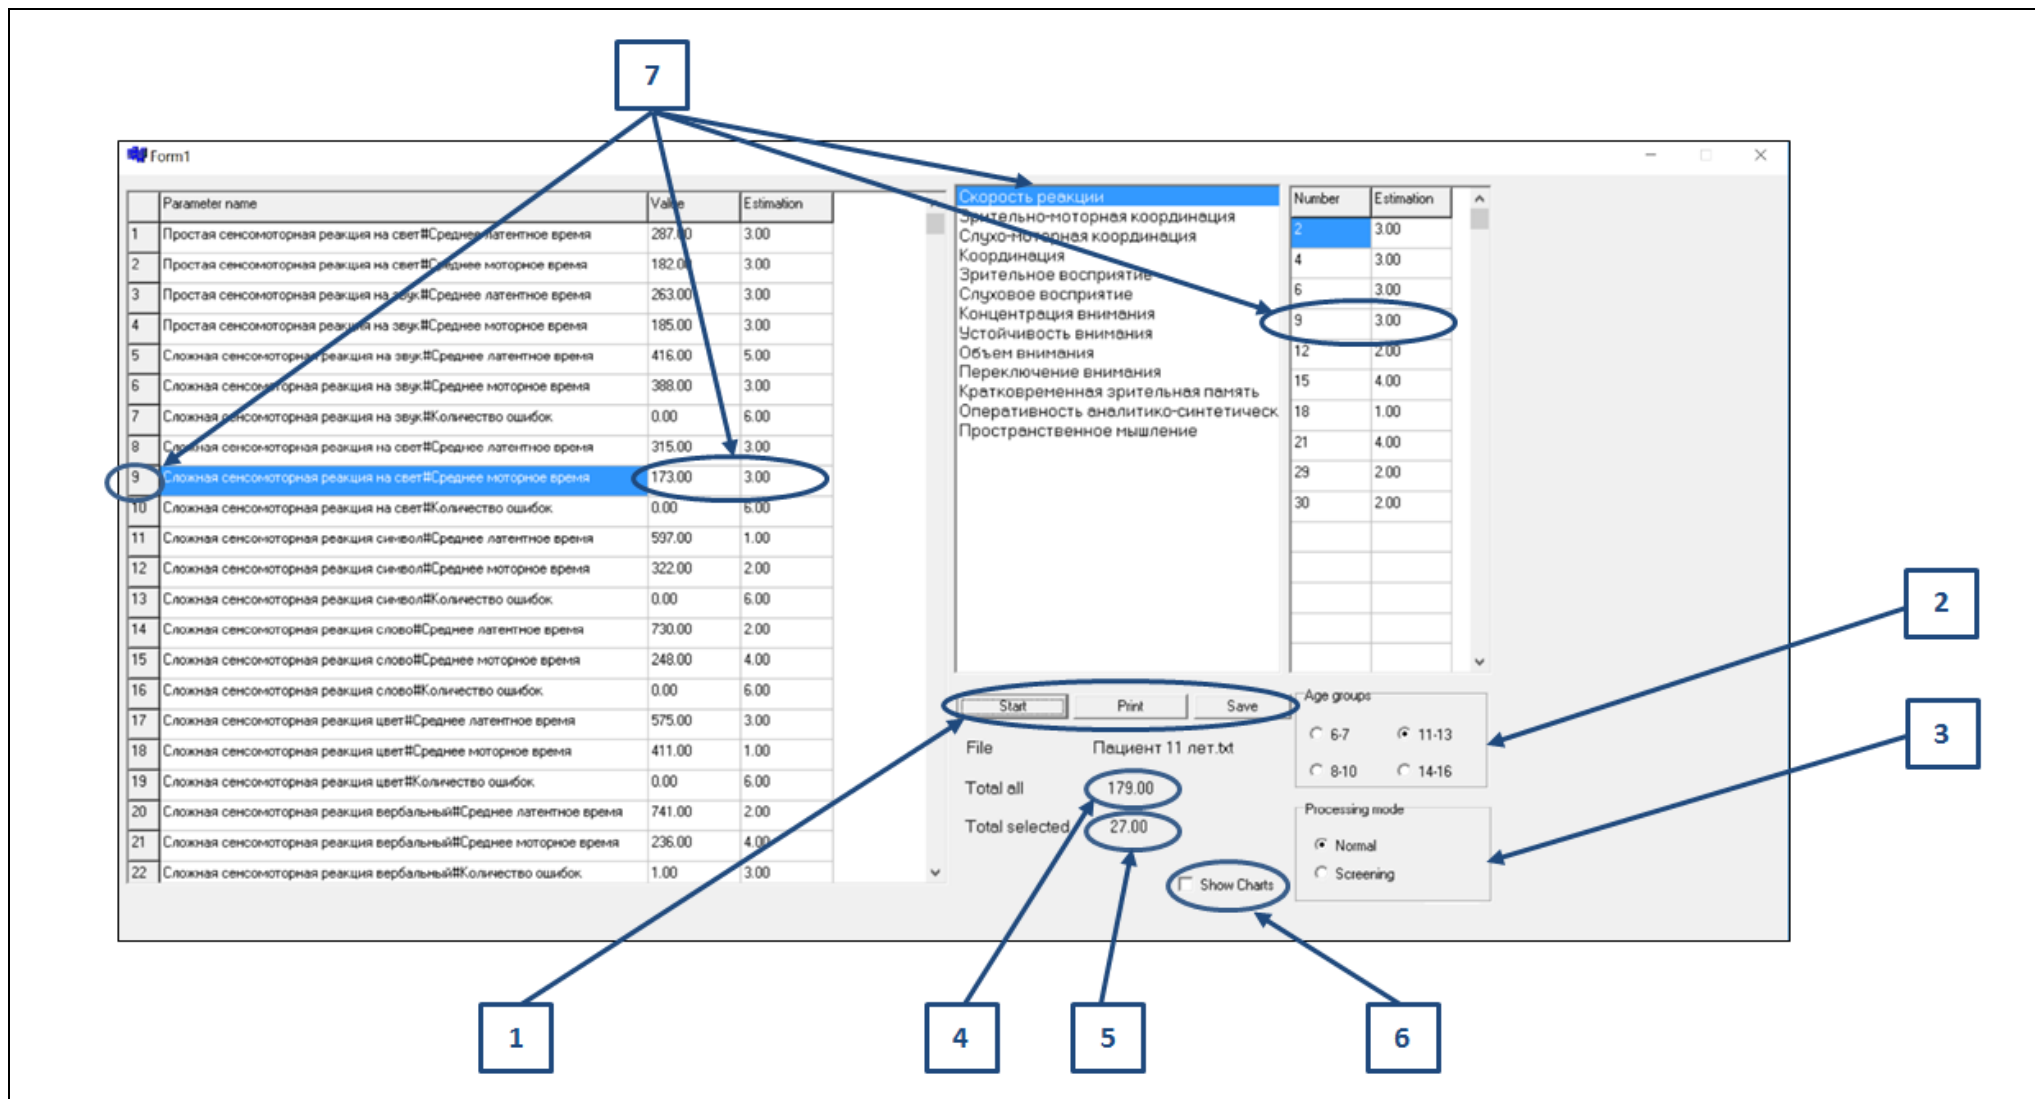 7
Form1
Parameter name Value Estimation
1 Простая сенсомоторная реакция на свет#Среднее латентное время 287.00 3.00
2 Простая сенсомоторная реакция на свет#Среднее моторное время 182.00 3.00
3 Простая сенсомоторная реакция на звук#Среднее латентное время 263.00 3.00
4 Простая сенсомоторная реакция на звук#Среднее моторное время 185.00 3.00
5 Сложная сенсомоторная реакция на звук#Среднее латентное время 416.00 5.00
6 Сложная сенсомоторная реакция на звук#Среднее моторное время 388.00 3.00
7 Сложная сенсомоторная реакция на звук#Количество ошибок 0.00 6.00
8 Сложная сенсомоторная реакция на свет#Среднее латентное время 315.00 3.00
9 Сложная сенсомоторная реакция на свет#Среднее моторное время 173.00 3.00
10 Сложная сенсомоторная реакция на свет#Количество ошибок 0.00 6.00
11 Сложная сенсомоторная реакция символ#Среднее латентное время 597.00 1.00
12 Сложная сенсомоторная реакция символ#Среднее моторное время 322.00 2.00
13 Сложная сенсомоторная реакция символ#Количество ошибок 0.00 6.00
14 Сложная сенсомоторная реакция слово#Среднее латентное время 730.00 2.00
15 Сложная сенсомоторная реакция слово#Среднее моторное время 248.00 4.00
16 Сложная сенсомоторная реакция слово#Количество ошибок 0.00 6.00
17 Сложная сенсомоторная реакция цвет#Среднее латентное время 575.00 3.00
18 Сложная сенсомоторная реакция цвет#Среднее моторное время 411.00 1.00
19 Сложная сенсомоторная реакция цвет#Количество ошибок 0.00 6.00
20 Сложная сенсомоторная реакция вербальный#Среднее латентное время 741.00 2.00
21 Сложная сенсомоторная реакция вербальный#Среднее моторное время 236.00 4.00
22 Сложная сенсомоторная реакция вербальный#Количество ошибок 1.00 3.00
Скорость реакции
Зрительно-моторная координация
Слухо-моторная координация
Координация
Зрительное восприятие
Слуховое восприятие
Концентрация внимания
Устойчивость внимания
Объем внимания
Переключение внимания
Кратковременная зрительная память
Оперативность аналитико-синтетическ
Пространственное мышление
Number Estimation
2 3.00
4 3.00
6 3.00
9 3.00
12 2.00
15 4.00
18 1.00
21 4.00
29 2.00
30 2.00
Start Print Save
File Пациент 11 лет.txt
Total all 179.00
Total selected 27.00
Show Charts
Age groups
6-7 11-13
8-10 14-16
Processing mode
Normal
Screening
2
3
1
4
5
6